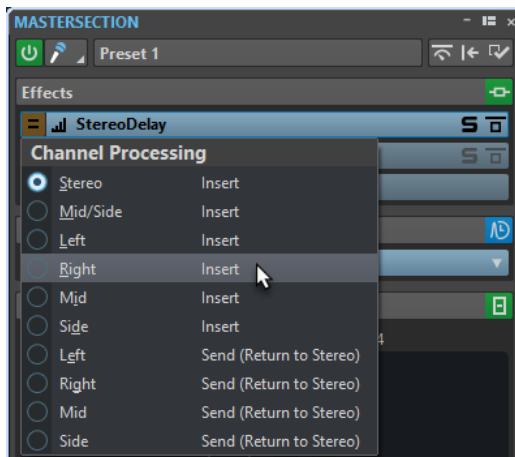 MASTERSECTION
Preset 1
Effects
StereoDelay S
Channel Processing
S
Stereo Insert
Mid/Side Insert
Left Insert
Right Insert
Mid Insert
Side Insert
4
Left Send (Return to Stereo)
Right Send (Return to Stereo)
Mid Send (Return to Stereo)
Side Send (Return to Stereo)